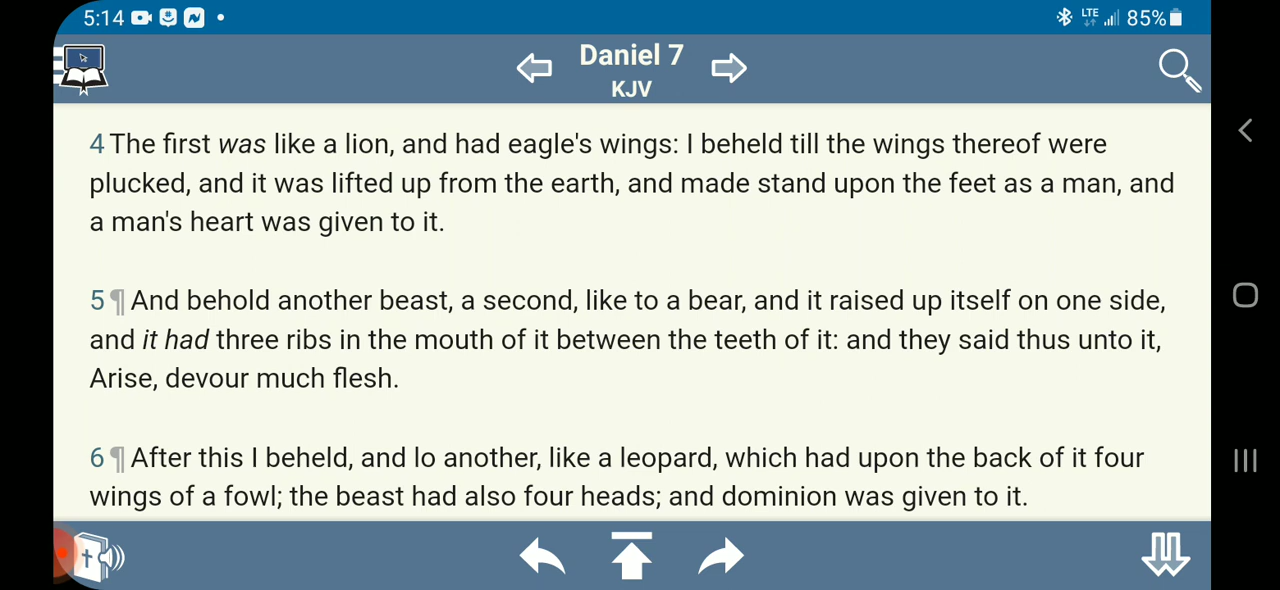 5:14
LTE
85%
Daniel 7
KJV
4 The first was like a lion, and had eagle's wings: I beheld till the wings thereof were
plucked, and it was lifted up from the earth, and made stand upon the feet as a man, and
a man's heart was given to it.
5 ¶ And behold another beast, a second, like to a bear, and it raised up itself on one side,
and it had three ribs in the mouth of it between the teeth of it: and they said thus unto it,
Arise, devour much flesh.
6 ¶ After this I beheld, and lo another, like a leopard, which had upon the back of it four
wings of a fowl; the beast had also four heads; and dominion was given to it.